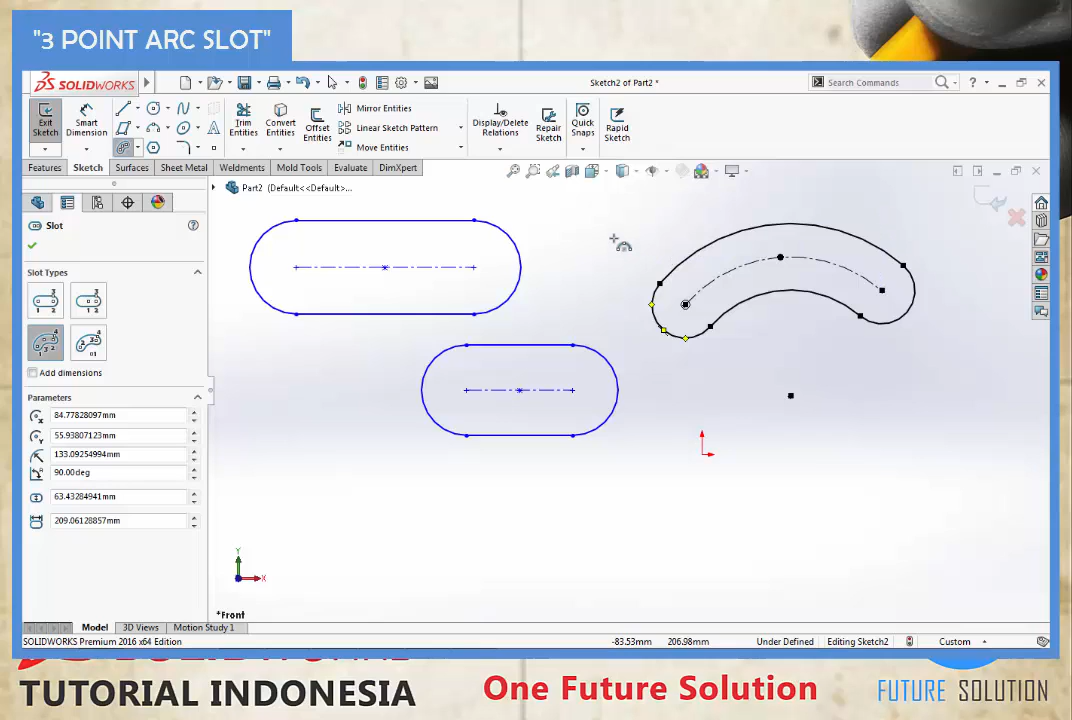 "3 POINT ARC SLOT"
SOLIDWORKS
Sketch2 of Part2 *
Search Commands
Exit Sketch
Smart Dimension
Trim Entities
Convert Entities
Offset Entities
Mirror Entities
Linear Sketch Pattern
Move Entities
Display/Delete Relations
Repair Sketch
Quick Snaps
Rapid Sketch
Features Sketch Surfaces Sheet Metal Weldments Mold Tools Evaluate DimXpert
Part2 (Default<<Default>...
Slot
Slot Types
Add dimensions
Parameters
84.77828097mm
55.93807123mm
133.09254994mm
90.00deg
63.43284941mm
209.06128857mm
Y
X
*Front
Model 3D Views Motion Study 1
SOLIDWORKS Premium 2016 x64 Edition -83.53mm 206.98mm Under Defined Editing Sketch2 Custom
TUTORIAL INDONESIA
One Future Solution
FUTURE SOLUTION